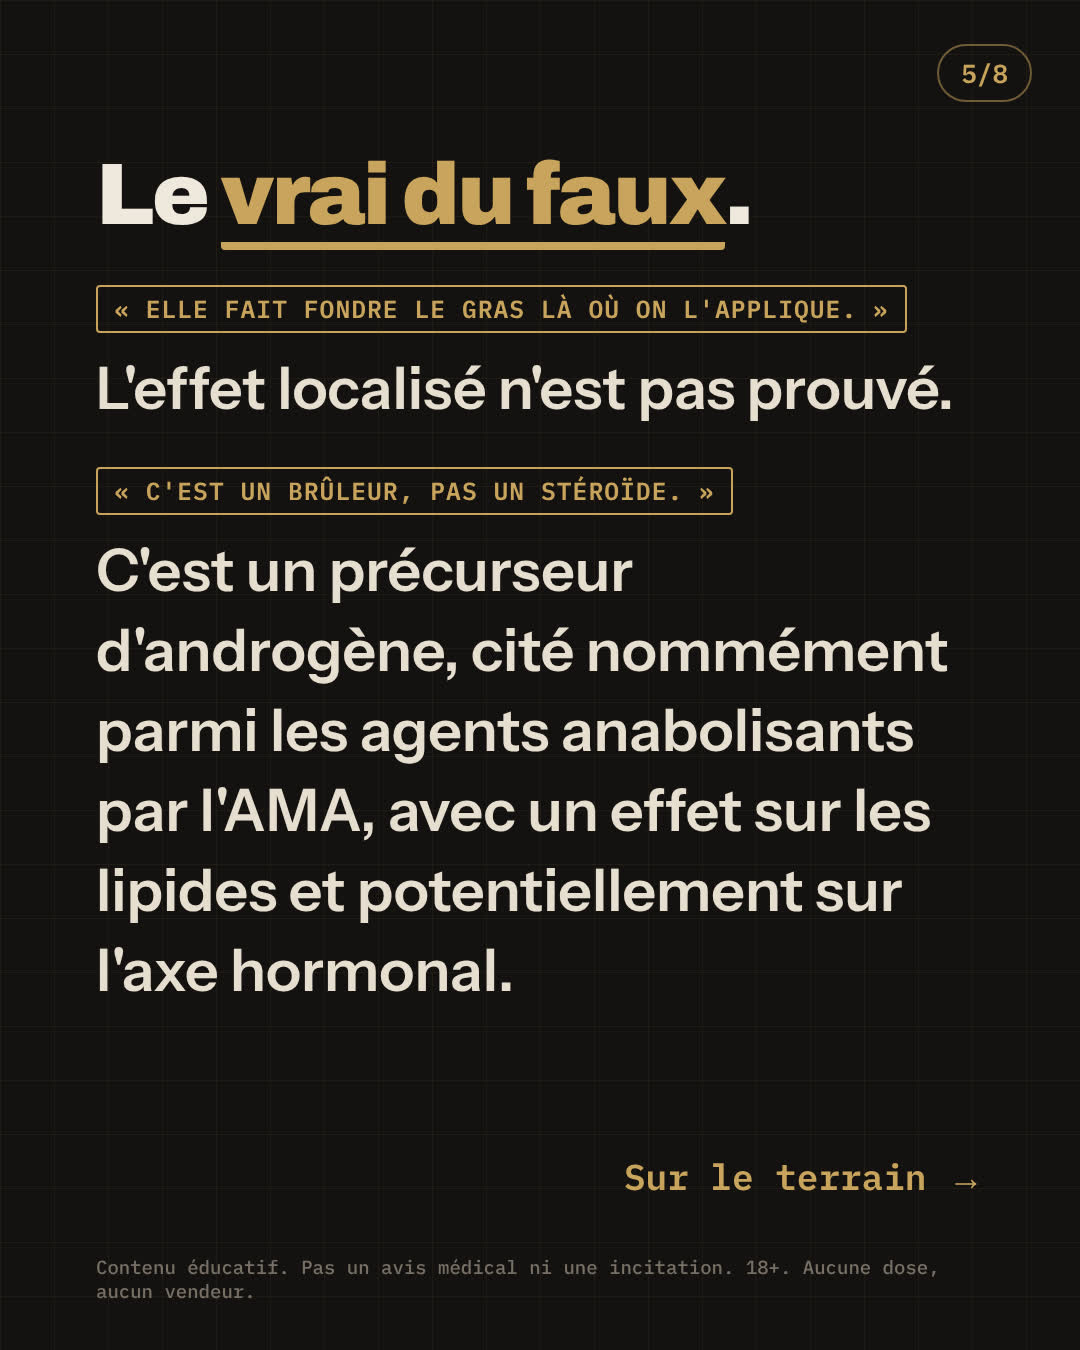 5/8
Le vrai du faux.
« ELLE FAIT FONDRE LE GRAS LÀ OÙ ON L'APPLIQUE. »
L'effet localisé n'est pas prouvé.
« C'EST UN BRÛLEUR, PAS UN STÉROÏDE. »
C'est un précurseur
d'androgène, cité nommément
parmi les agents anabolisants
par l'AMA, avec un effet sur les
lipides et potentiellement sur
l'axe hormonal.
Sur le terrain →
Contenu éducatif. Pas un avis médical ni une incitation. 18+. Aucune dose,
aucun vendeur.